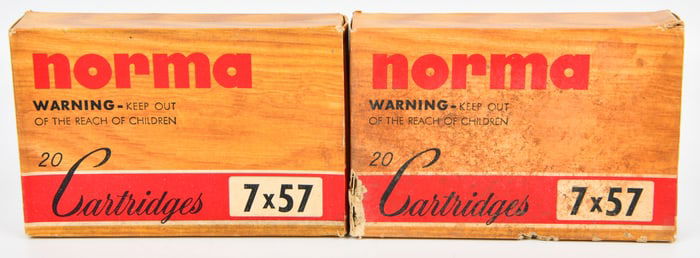 norma
WARNING-KEEP OUT
OF THE REACH OF CHILDREN
20 Cartridges 7x57
norma
WARNING-KEEP OUT
OF THE REACH OF CHILDREN
20 Cartridges 7x57